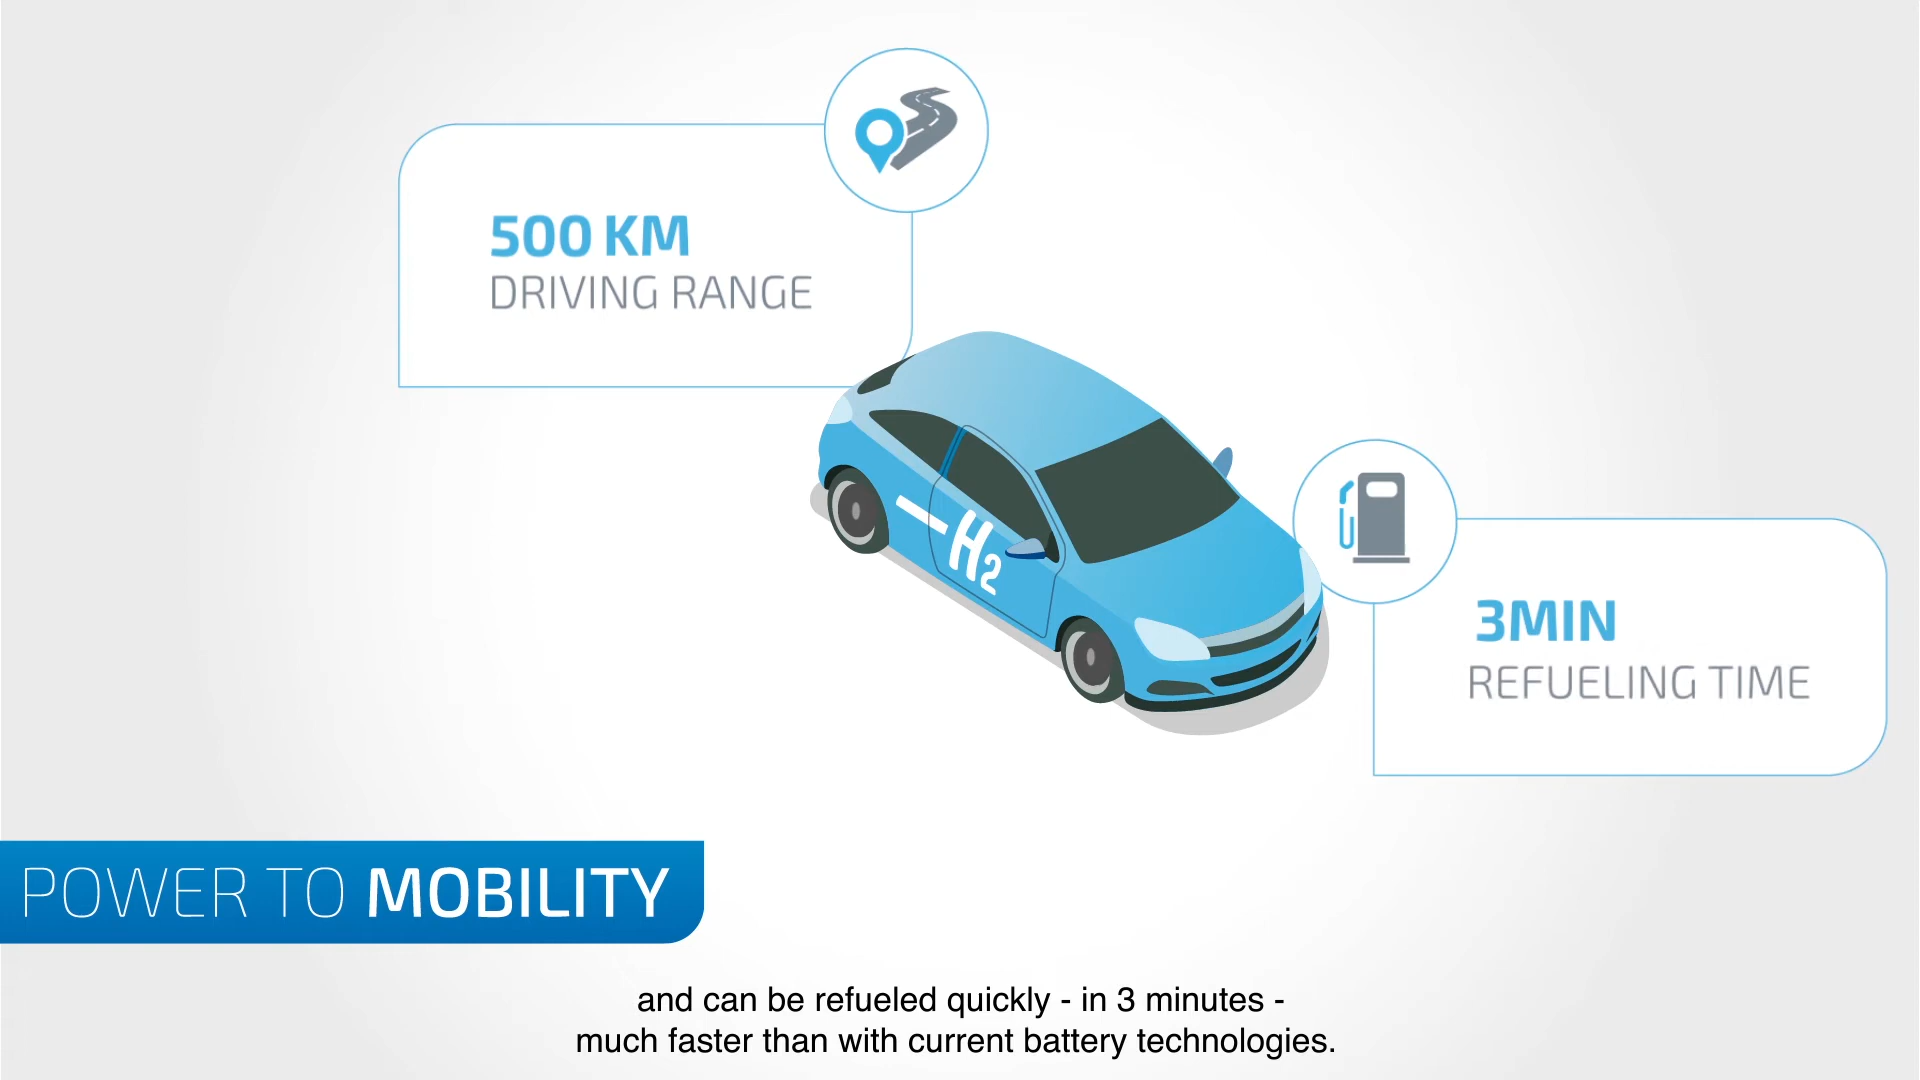 500 KM
DRIVING RANGE
H2
3MIN
REFUELING TIME
POWER TO MOBILITY
and can be refueled quickly - in 3 minutes -
much faster than with current battery technologies.